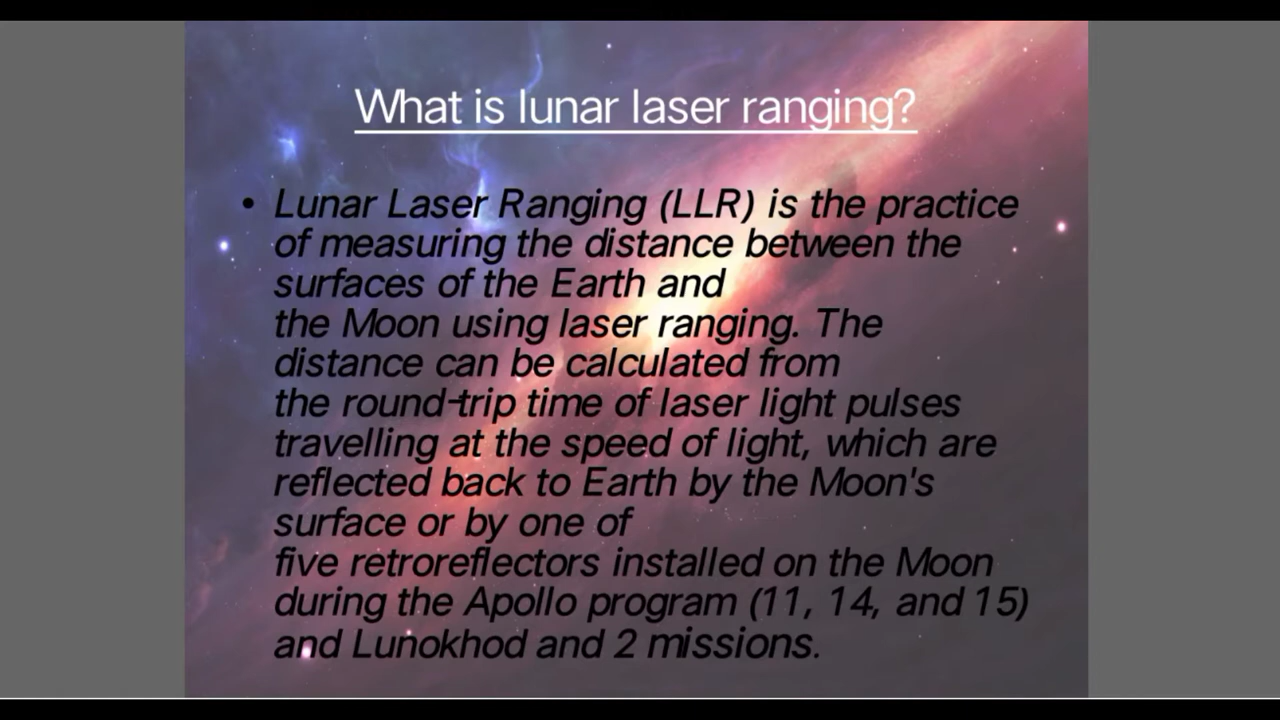 What is lunar laser ranging?
• Lunar Laser Ranging (LLR) is the practice
of measuring the distance between the
surfaces of the Earth and
the Moon using laser ranging. The
distance can be calculated from
the round-trip time of laser light pulses
travelling at the speed of light, which are
reflected back to Earth by the Moon's
surface or by one of
five retroreflectors installed on the Moon
during the Apollo program (11, 14, and 15)
and Lunokhod and 2 missions.